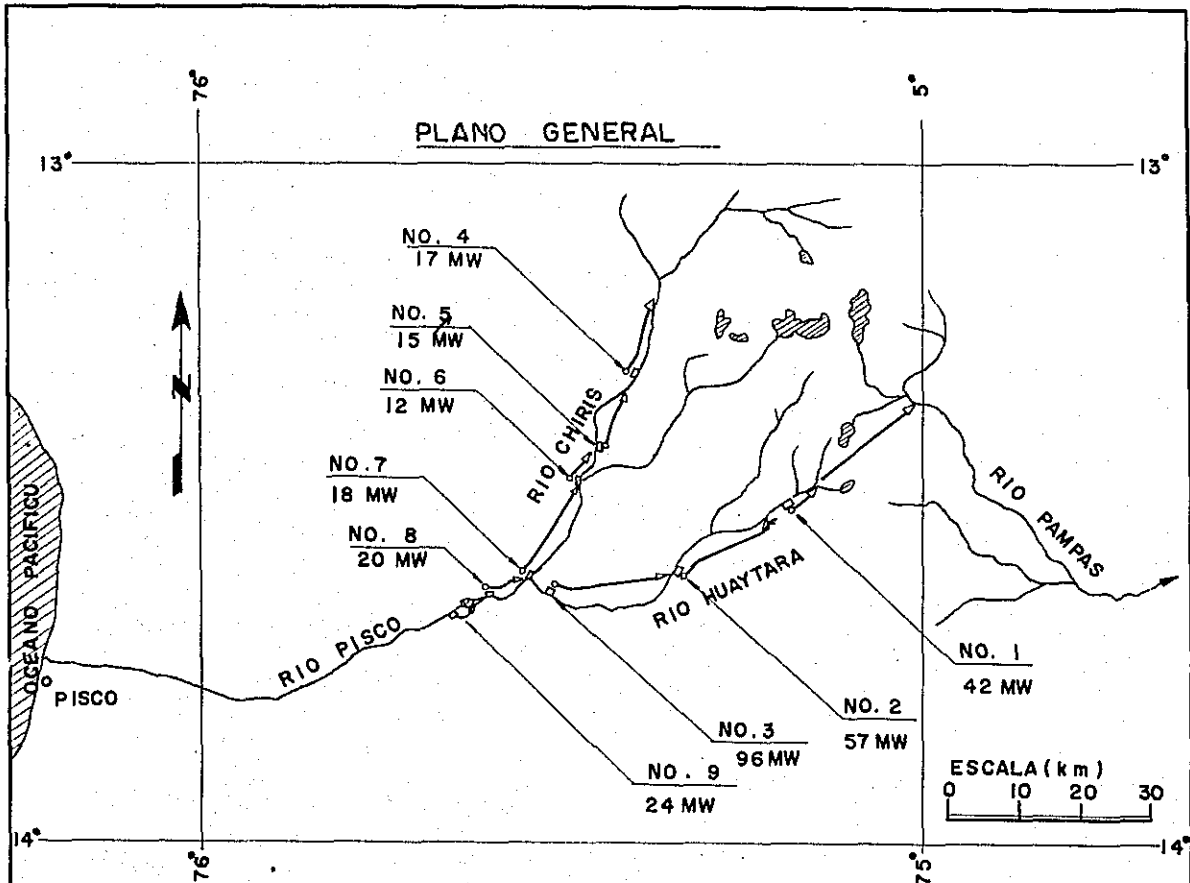 76°
5°
PLANO GENERAL
13°
13°
NO. 4
17 MW
NO. 5
15 MW
NO. 6
12 MW
NO. 7
18 MW
NO. 8
20 MW
N
RIO CHIRIS
RIO PAMPAS
RIO HUAYTARA
RIO PISCO
OGEANO PACIFICU
PISCO
NO. 1
42 MW
NO. 2
57 MW
NO. 3
96 MW
NO. 9
24 MW
ESCALA (km)
0 10 20 30
14°
14°
76°
75°